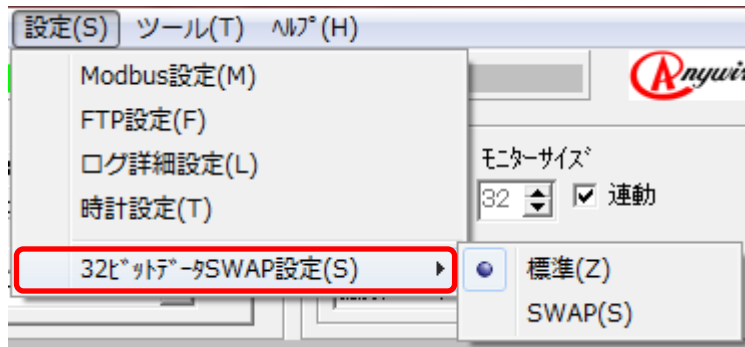 設定(S) ツール(T) ﾍﾙﾌﾟ(H)
Modbus設定(M)
FTP設定(F)
ログ詳細設定(L)
時計設定(T)
32ﾋﾞｯﾄﾃﾞｰﾀSWAP設定(S)
標準(Z)
SWAP(S)
ﾓﾆﾀｰｻｲｽﾞ
32 連動